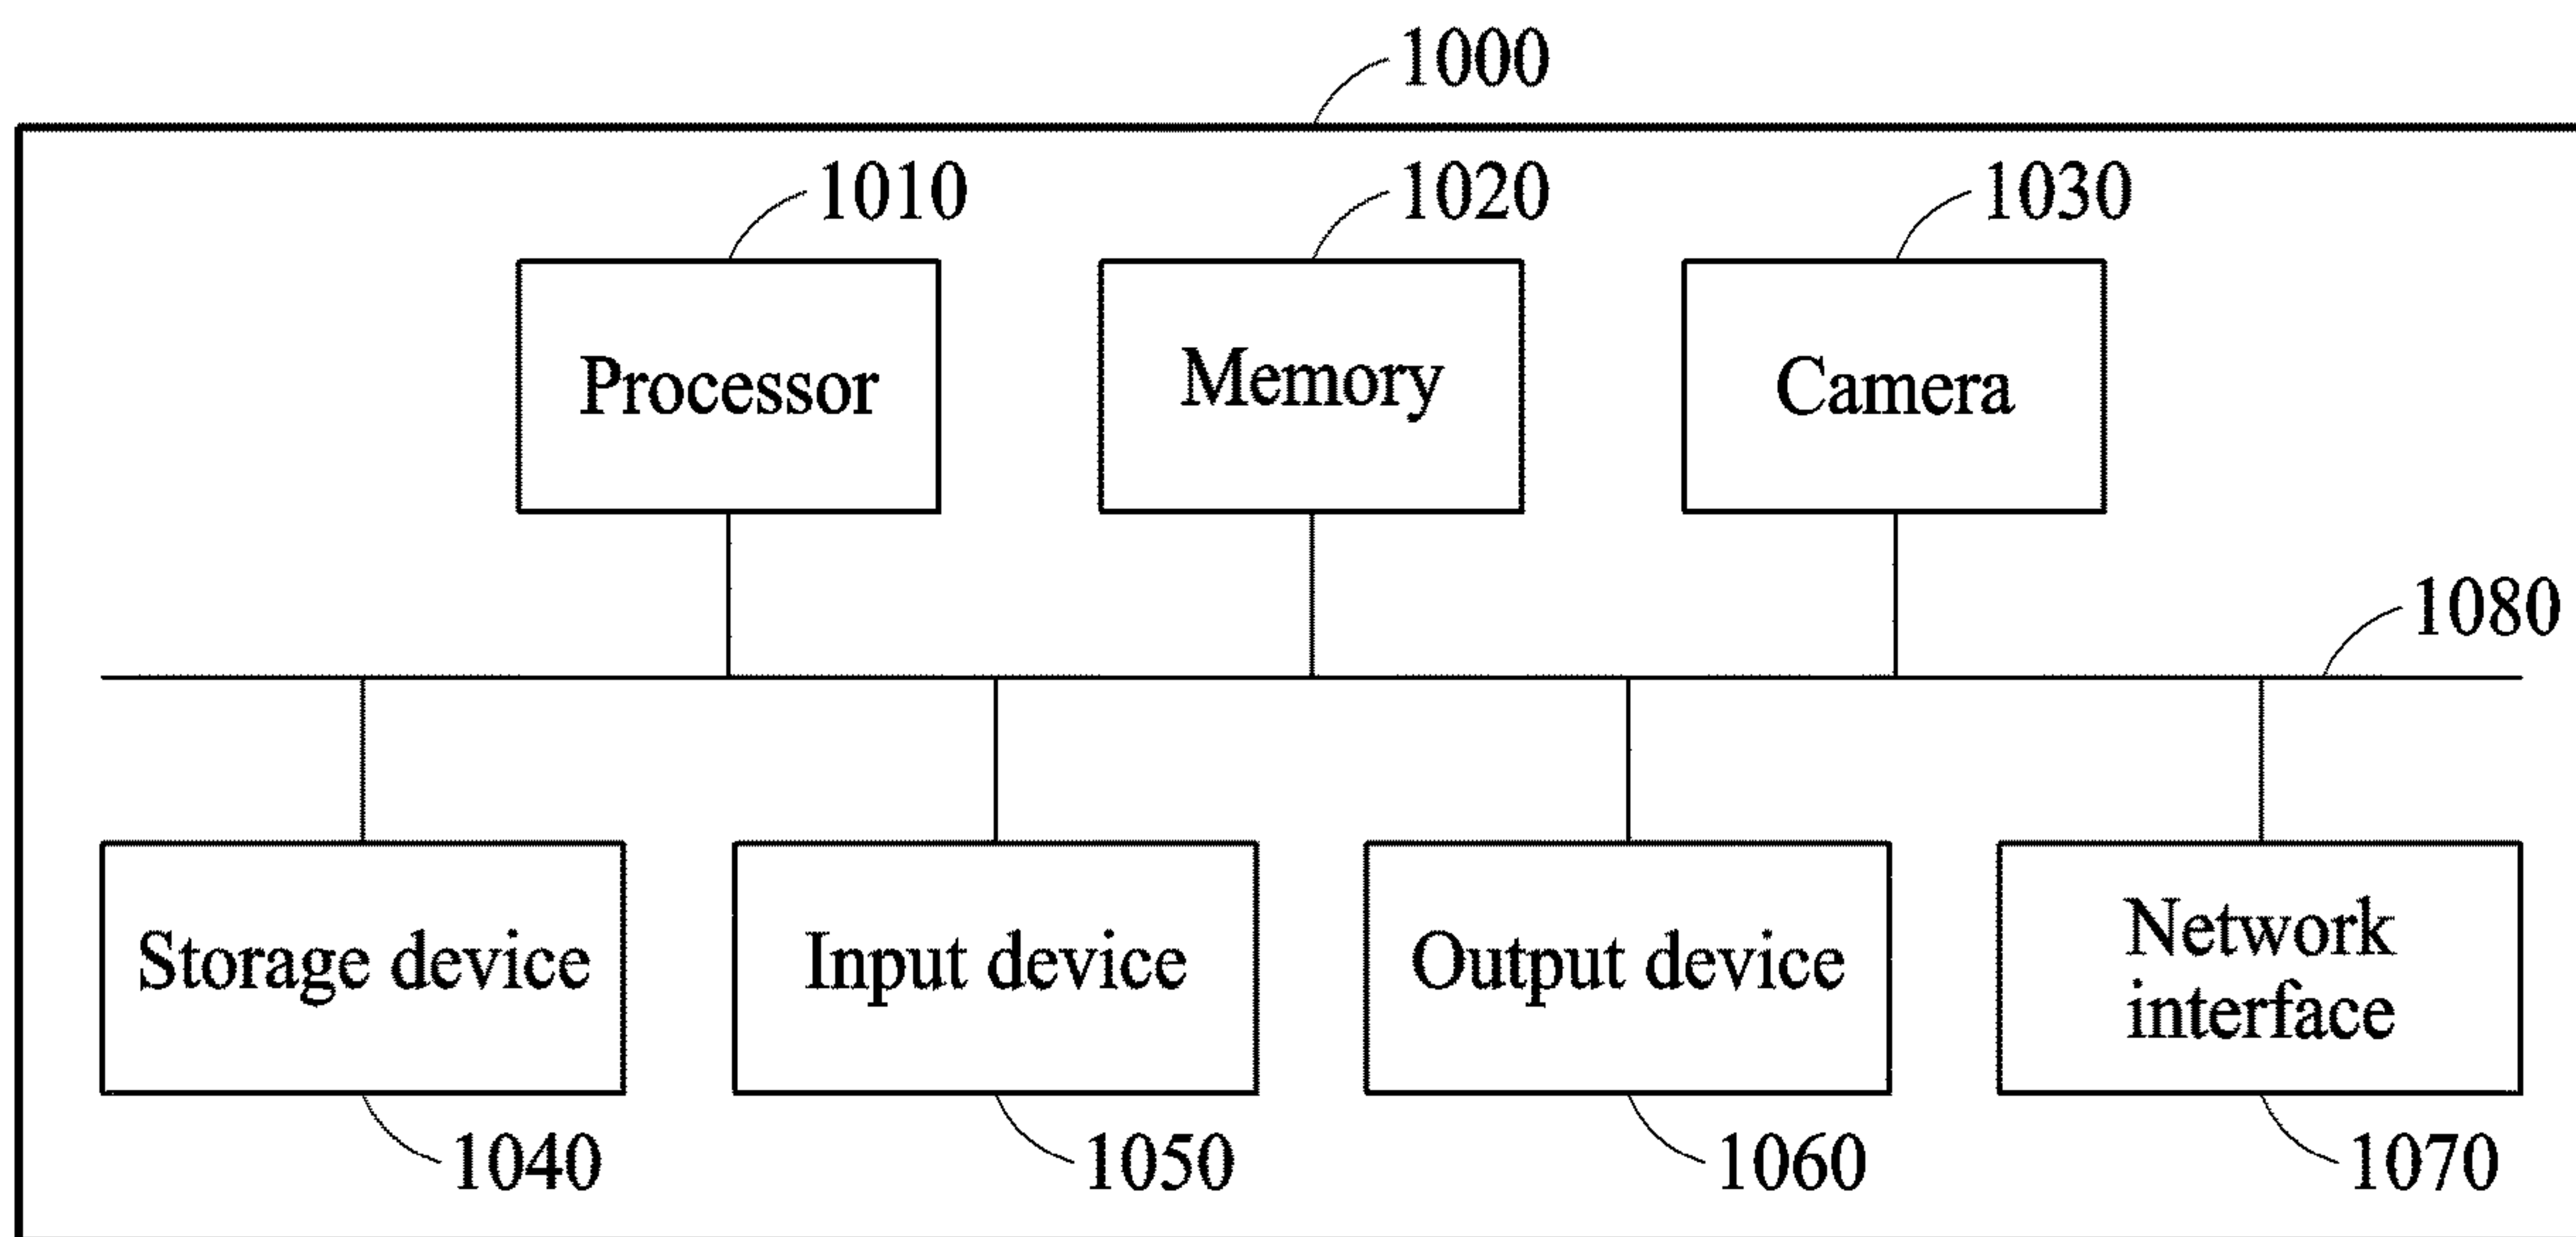 1000
1010
1020
1030
Processor
Memory
Camera
1080
Storage device
Input device
Output device
Network
interface
1040
1050
1060
1070